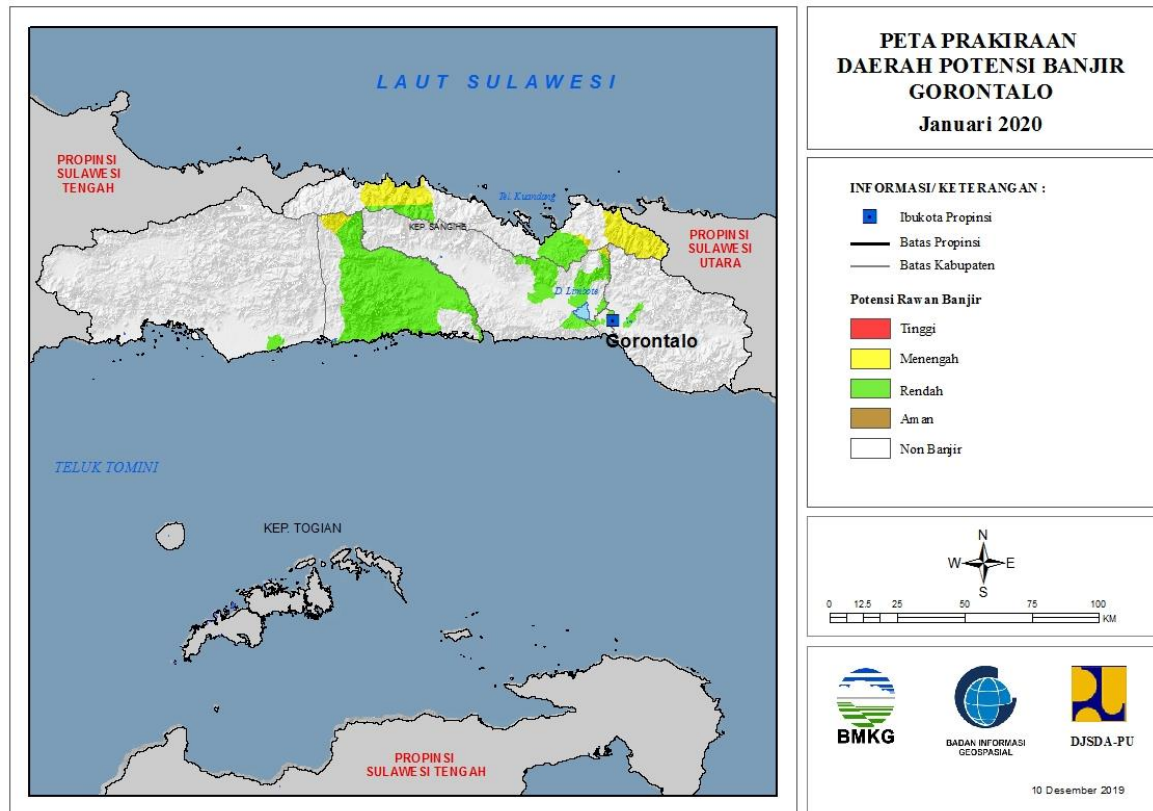 LAUT SULAWESI
PROPINSI
SULAWESI
TENGAH
Tel. Kuandang
KEP. SANGIHE
PROPINSI
SULAWESI
UTARA
D. Limboto
Gorontalo
TELUK TOMINI
KEP. TOGIAN
PROPINSI
SULAWESI TENGAH
PETA PRAKIRAAN
DAERAH POTENSI BANJIR
GORONTALO
Januari 2020
INFORMASI/ KETERANGAN :
Ibukota Propinsi
Batas Propinsi
Batas Kabupaten
Potensi Rawan Banjir
Tinggi
Menengah
Rendah
Aman
Non Banjir
N
W E
S
0 12.5 25 50 75 100
KM
BMKG
BADAN INFORMASI
GEOSPASIAL
DJSDA-PU
10 Desember 2019